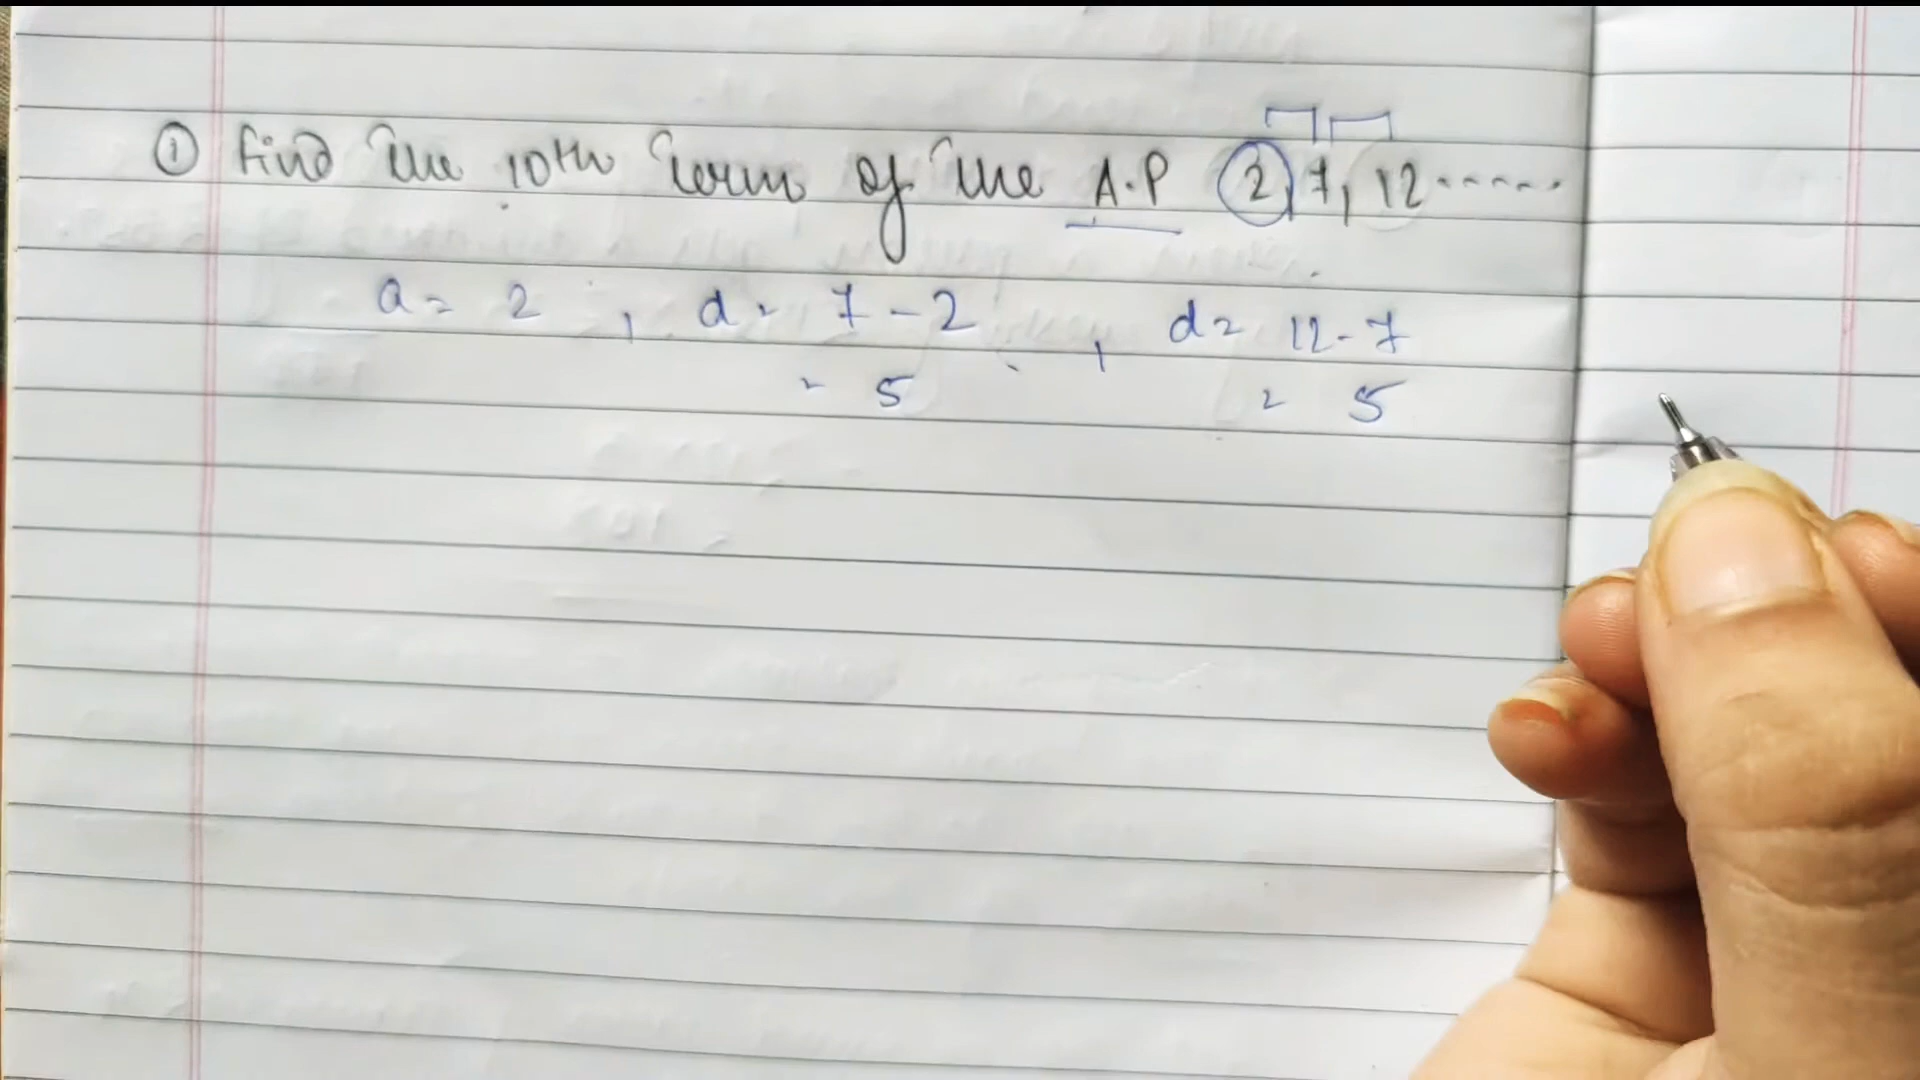 ① Find the 10th term of the A.P 2, 7, 12.....
a = 2 , d = 7 - 2 , d = 12 - 7
= 5 = 5